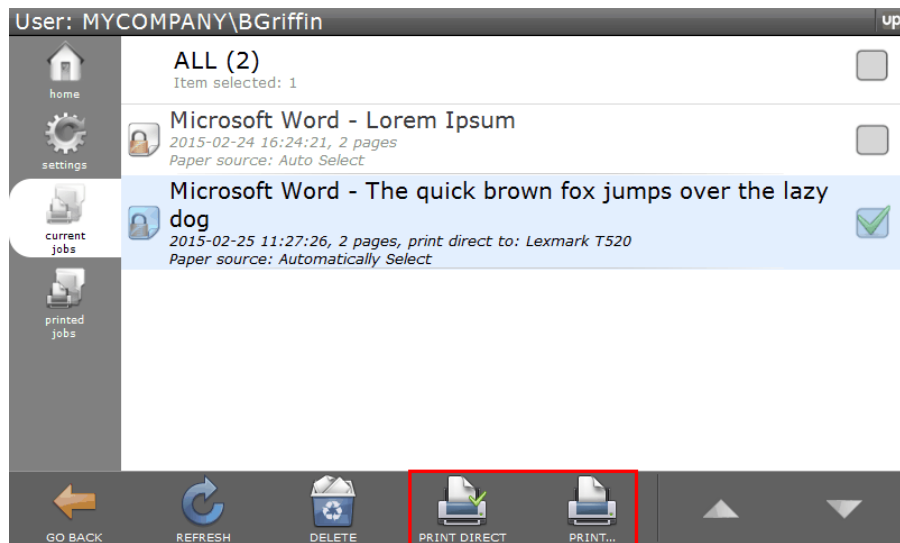 User: MYCOMPANY\BGriffin
up
home
ALL (2)
Item selected: 1
settings
Microsoft Word - Lorem Ipsum
2015-02-24 16:24:21, 2 pages
Paper source: Auto Select
current
jobs
Microsoft Word - The quick brown fox jumps over the lazy
dog
2015-02-25 11:27:26, 2 pages, print direct to: Lexmark T520
Paper source: Automatically Select
printed
jobs
GO BACK
REFRESH
DELETE
PRINT DIRECT
PRINT...